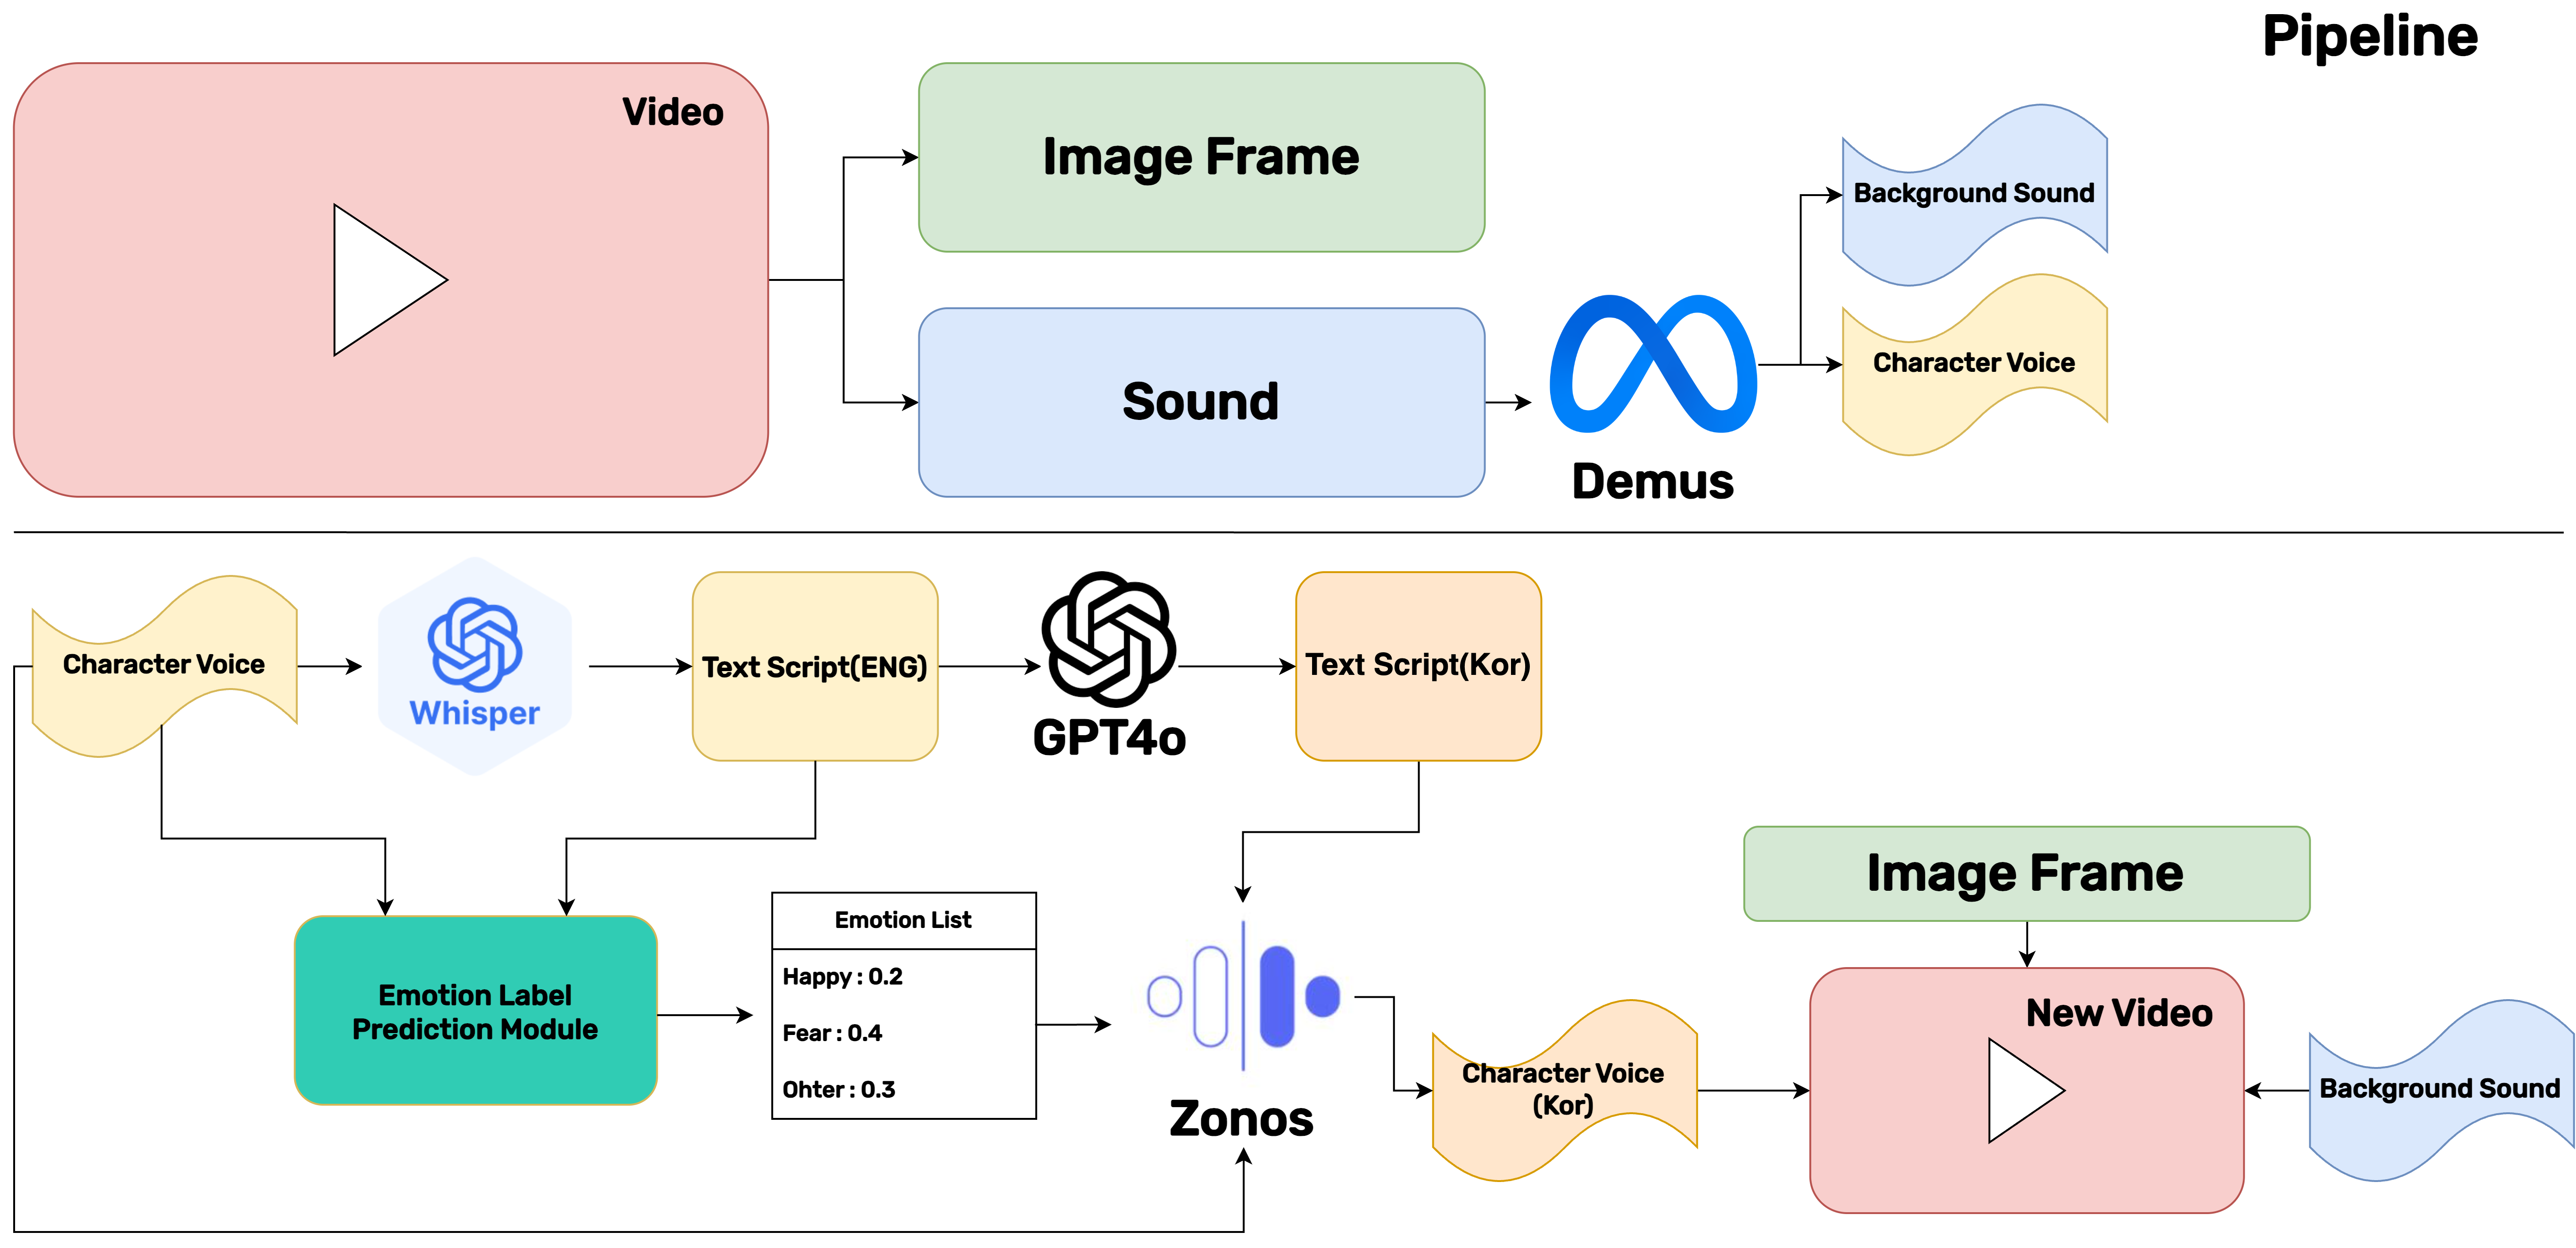 Pipeline
Video
Image Frame
Background Sound
Sound
Character Voice
Demus
Character Voice
Whisper
Text Script(ENG)
GPT4o
Text Script(Kor)
Emotion Label
Prediction Module
Emotion List
Happy : 0.2
Fear : 0.4
Ohter : 0.3
Zonos
Character Voice
(Kor)
Image Frame
New Video
Background Sound